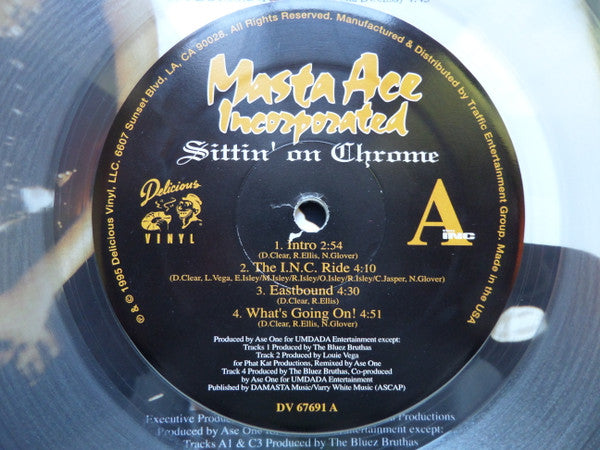 ℗ & © 1995 Delicious Vinyl, LLC. 6607 Sunset Blvd, LA, CA 90028. All Rights Reserved. Manufactured & Distributed by Traffic Entertainment Group. Made in the USA
Masta Ace
Incorporated
Sittin' on Chrome
Delicious
VINYL
A
INC
1. Intro 2:54
(D.Clear, R.Ellis, N.Glover)
2. The I.N.C. Ride 4:10
(D.Clear, L.Vega, E.Isley/M.Isley/R.Isley/O.Isley/R.Isley/C.Jasper, N.Glover)
3. Eastbound 4:30
(D.Clear, R.Ellis)
4. What's Going On! 4:51
(D.Clear, R.Ellis, N.Glover)
Produced by Ase One for UMDADA Entertainment except:
Tracks 1 Produced by The Bluez Bruthas
Track 2 Produced by Louie Vega
for Phat Kat Productions, Remixed by Ase One
Track 4 Produced by The Bluez Bruthas, Co-produced
by Ase One for UMDADA Entertainment
Published by DAMASTA Music/Varry White Music (ASCAP)
DV 67691 A
Executive Produc
Productions
Produced by Ase One for
Entertainment except:
Tracks A1 & C3 Produced by The Bluez Bruthas